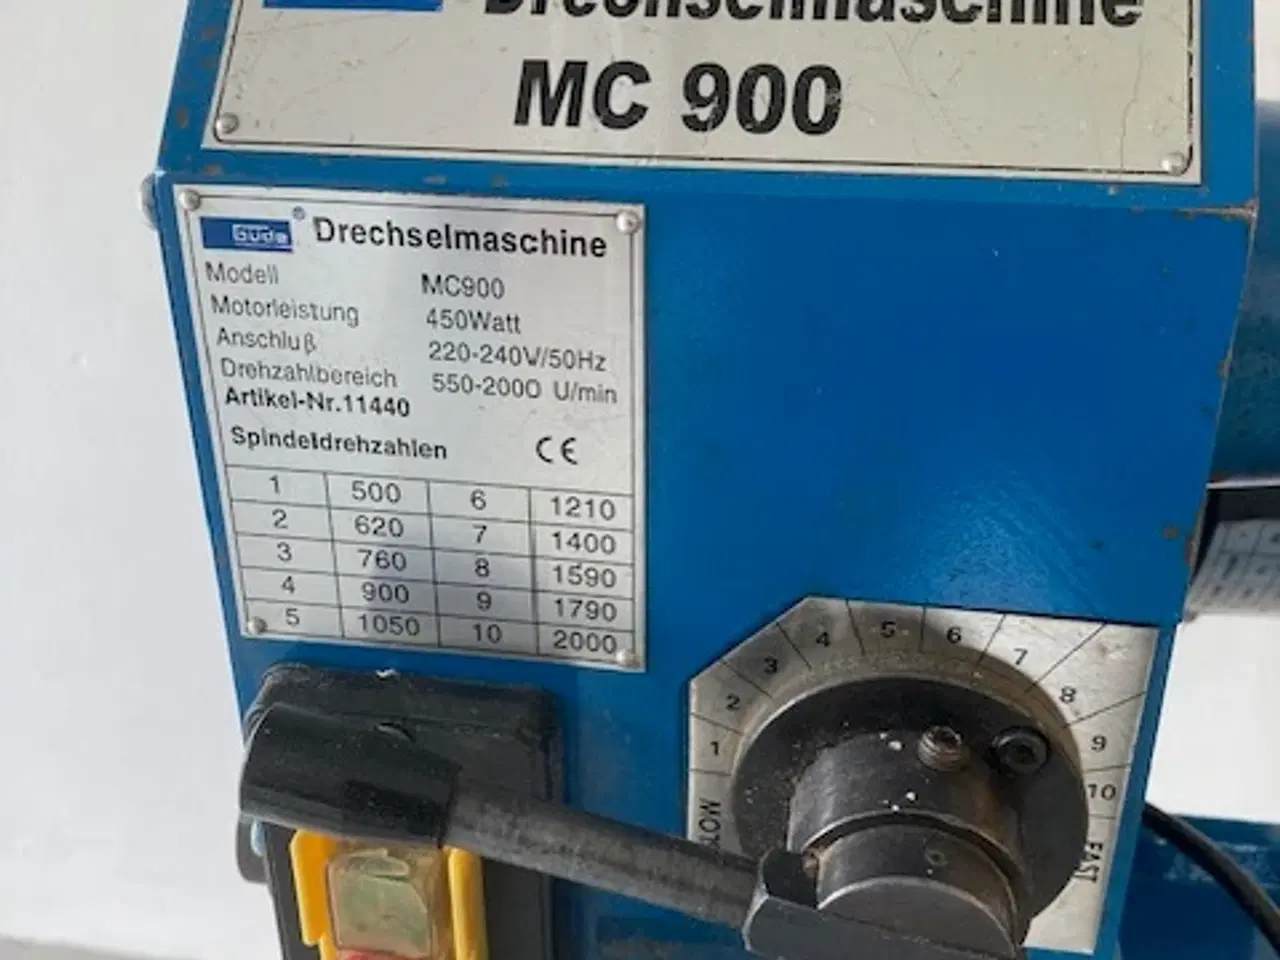 Drechselmaschine
MC 900
Güde® Drechselmaschine
Modell MC900
Motorleistung 450Watt
Anschluß 220-240V/50Hz
Drehzahlbereich 550-2000 U/min
Artikel-Nr.11440
Spindeldrehzahlen CE
1 500 6 1210
2 620 7 1400
3 760 8 1590
4 900 9 1790
5 1050 10 2000
1 2 3 4 5 6 7 8 9 10
FAST